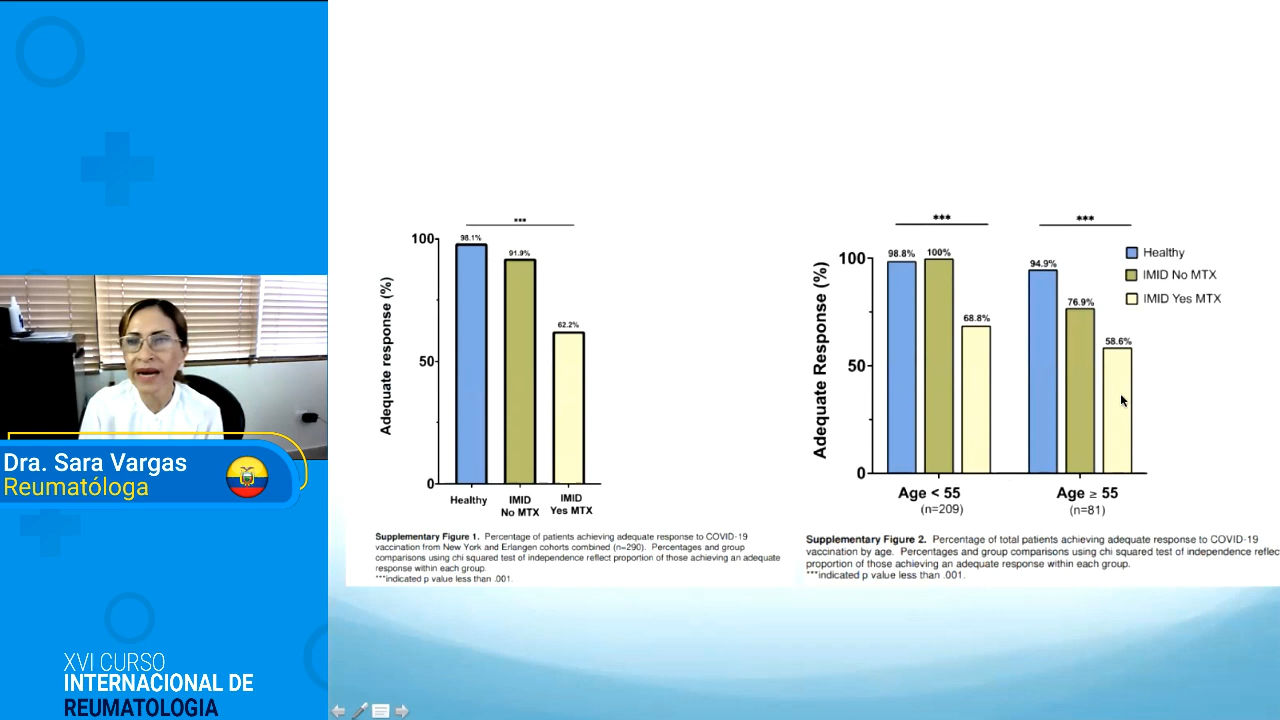 ***
100
98.1%
91.9%
62.2%
50
0
Adequate response (%)
Healthy
IMID
No MTX
IMID
Yes MTX
Supplementary Figure 1. Percentage of patients achieving adequate response to COVID-19
vaccination from New York and Erlangen cohorts combined (n=290). Percentages and group
comparisons using chi squared test of independence reflect proportion of those achieving an adequate
response within each group.
***indicated p value less than .001.
***
***
100
98.8%
100%
68.8%
94.9%
76.9%
58.6%
50
0
Adequate Response (%)
Healthy
IMID No MTX
IMID Yes MTX
Age < 55
(n=209)
Age ≥ 55
(n=81)
Supplementary Figure 2. Percentage of total patients achieving adequate response to COVID-19
vaccination by age. Percentages and group comparisons using chi squared test of independence reflec
proportion of those achieving an adequate response within each group.
***indicated p value less than .001.
Dra. Sara Vargas
Reumatóloga
XVI CURSO
INTERNACIONAL DE
REUMATOLOGIA